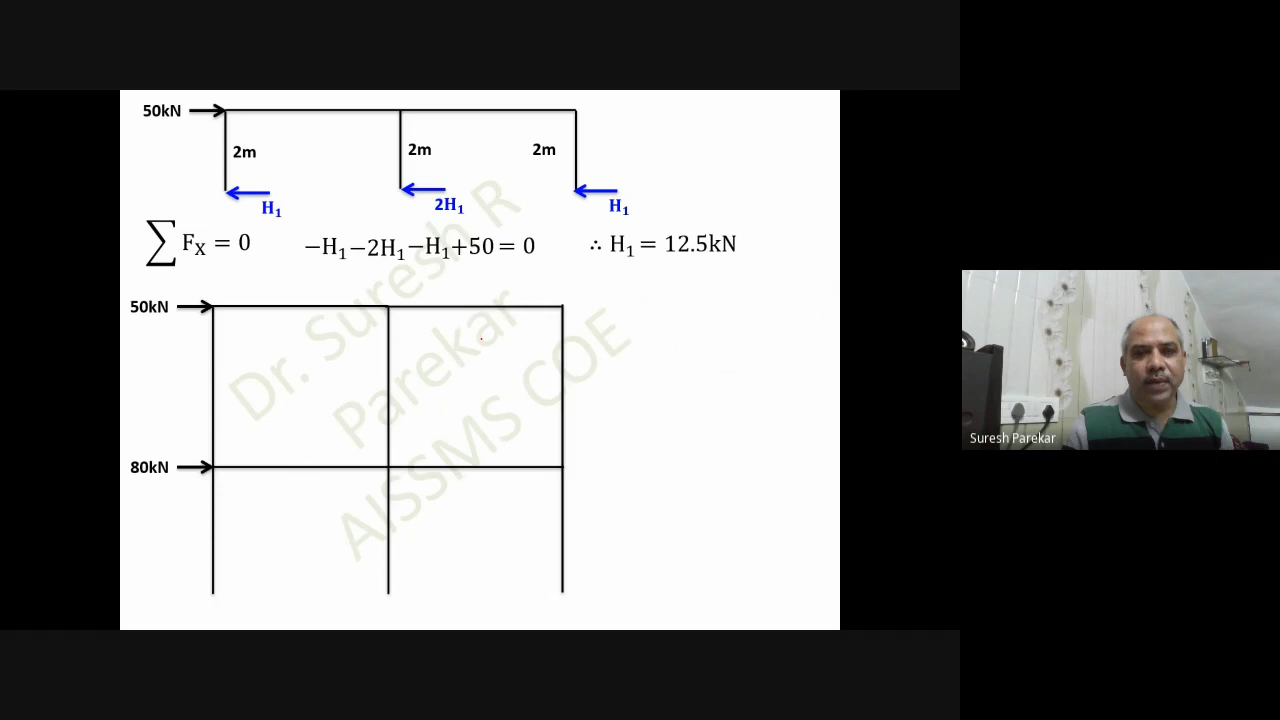 50kN
2m
2m
2m
H₁
2H₁
H₁
∑ F_X = 0
−H₁−2H₁−H₁+50 = 0
∴ H₁ = 12.5kN
50kN
80kN
Dr. Suresh R
Parekar
AISSMS COE
Suresh Parekar